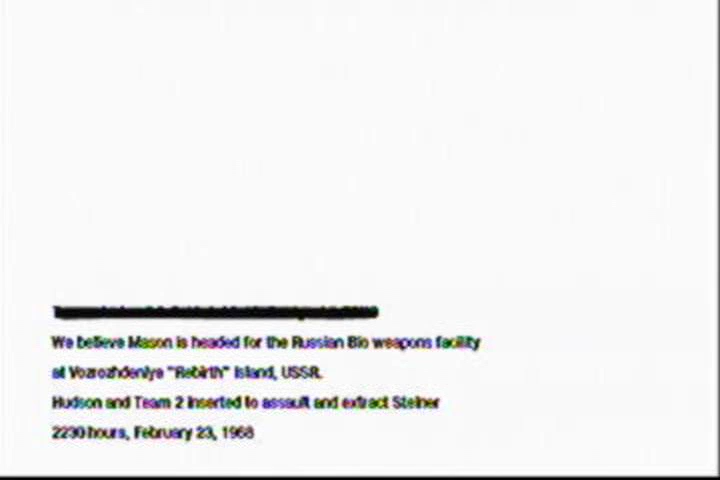 We believe Mason is headed for the Russian Bio weapons facility
at Vozrozhdeniye "Rebirth" Island, USSR.
Hudson and Team 2 inserted to assault and extract Steiner
2230 hours, February 23, 1968